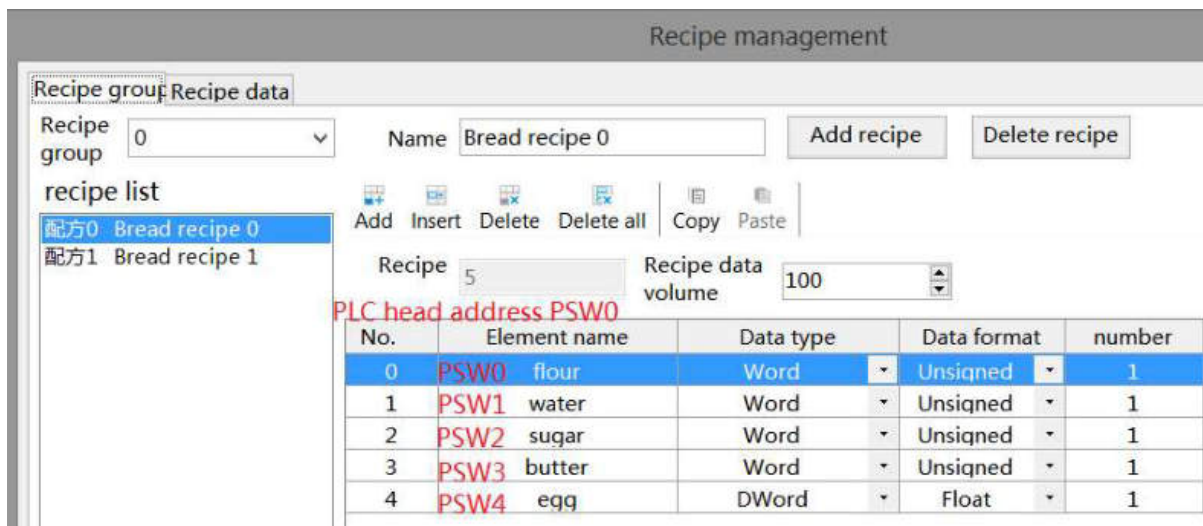 Recipe management
Recipe group Recipe data
Recipe group 0 Name Bread recipe 0 Add recipe Delete recipe
recipe list
Add Insert Delete Delete all Copy Paste
配方0 Bread recipe 0
配方1 Bread recipe 1
Recipe 5 Recipe data volume 100
PLC head address PSW0
No. Element name Data type Data format number
0 PSW0 flour Word Unsigned 1
1 PSW1 water Word Unsigned 1
2 PSW2 sugar Word Unsigned 1
3 PSW3 butter Word Unsigned 1
4 PSW4 egg DWord Float 1